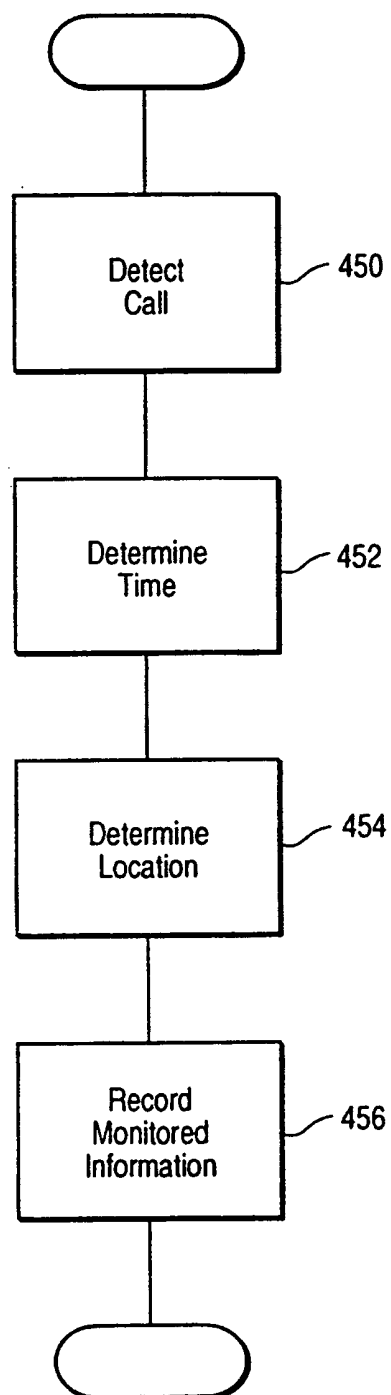 Detect
Call
450
Determine
Time
452
Determine
Location
454
Record
Monitored
Information
456